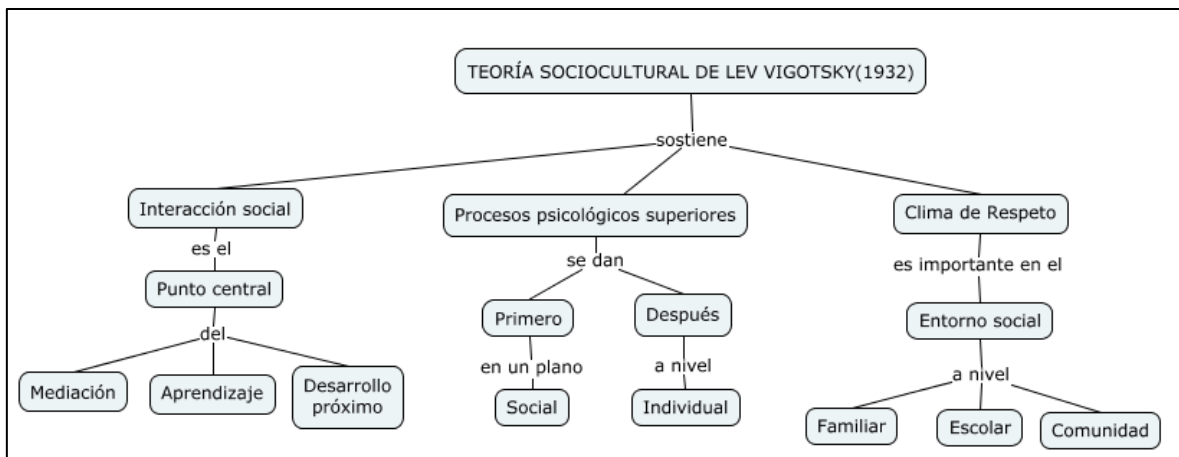 TEORÍA SOCIOCULTURAL DE LEV VIGOTSKY(1932)
sostiene
Interacción social
Procesos psicológicos superiores
Clima de Respeto
es el
se dan
es importante en el
Punto central
Primero
Después
Entorno social
del
en un plano
a nivel
a nivel
Mediación
Aprendizaje
Desarrollo
próximo
Social
Individual
Familiar
Escolar
Comunidad